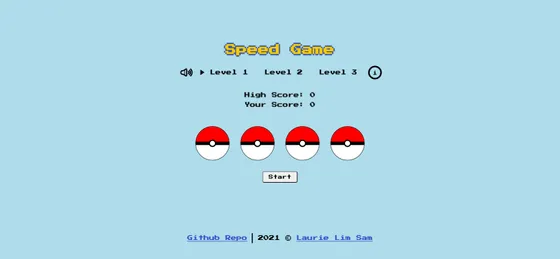 Speed Game
Level 1 Level 2 Level 3 i
High Score: 0
Your Score: 0
Start
Github Repo | 2021 © Laurie Lim Sam